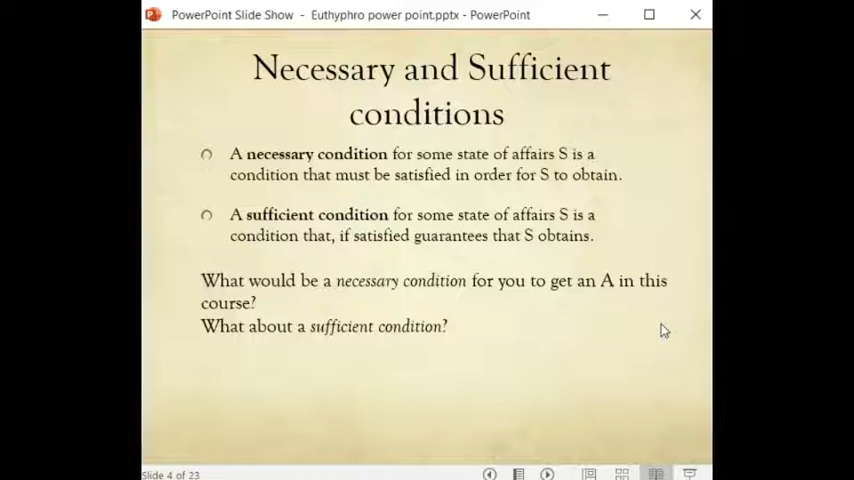 PowerPoint Slide Show - Euthyphro power point.pptx - PowerPoint
Necessary and Sufficient
conditions
A necessary condition for some state of affairs S is a
condition that must be satisfied in order for S to obtain.
A sufficient condition for some state of affairs S is a
condition that, if satisfied guarantees that S obtains.
What would be a necessary condition for you to get an A in this
course?
What about a sufficient condition?
Slide 4 of 23